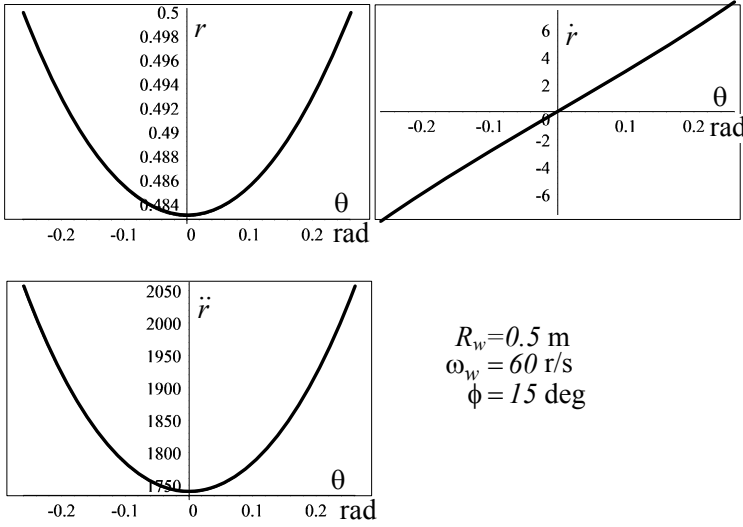 0.5
r
0.498
0.496
0.494
0.492
0.49
0.488
0.486
0.484
θ
-0.2 -0.1 0 0.1 0.2 rad
6
ṙ
4
2
θ
0
-0.2 -0.1 0.1 0.2 rad
-2
-4
-6
2050
r̈
2000
1950
1900
1850
1800
1750
θ
-0.2 -0.1 0 0.1 0.2 rad
R_w=0.5 m
ω_w = 60 r/s
ϕ = 15 deg